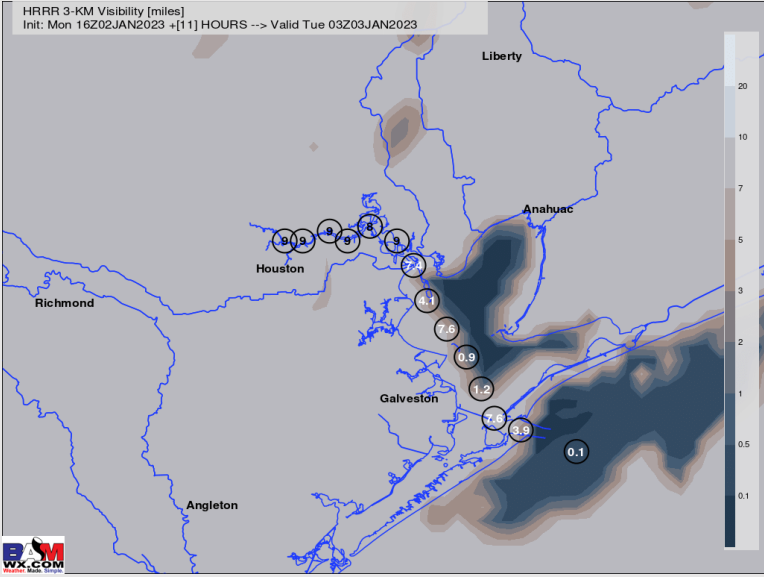 HRRR 3-KM Visibility [miles]
Init: Mon 16Z02JAN2023 +[11] HOURS --> Valid Tue 03Z03JAN2023
Liberty
20
10
7
Anahuac
8
9
9
9
9
9
5
Houston
Richmond
3
4.1
7.6
2
0.9
1.2
1
Galveston
7.6
3.9
0.5
0.1
0.1
Angleton
BAM
WX.COM
Weather. Made. Simple.